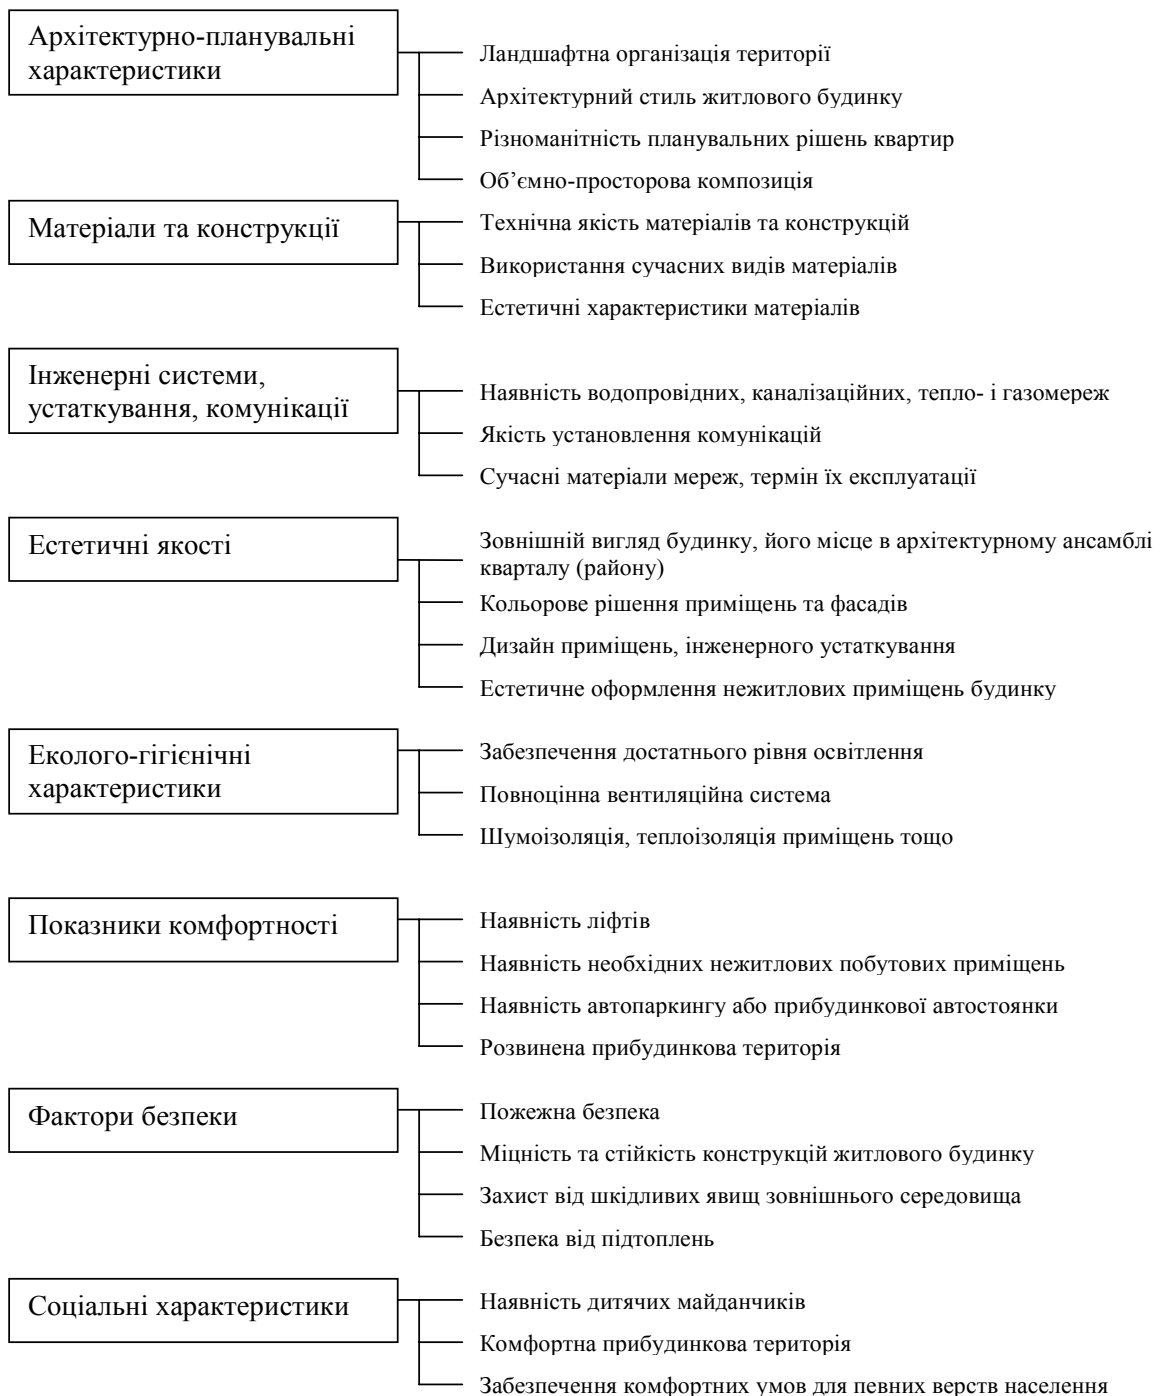 Архітектурно-планувальні
характеристики
Ландшафтна організація території
Архітектурний стиль житлового будинку
Різноманітність планувальних рішень квартир
Об’ємно-просторова композиція
Матеріали та конструкції
Технічна якість матеріалів та конструкцій
Використання сучасних видів матеріалів
Естетичні характеристики матеріалів
Інженерні системи,
устаткування, комунікації
Наявність водопровідних, каналізаційних, тепло- і газомереж
Якість установлення комунікацій
Сучасні матеріали мереж, термін їх експлуатації
Естетичні якості
Зовнішній вигляд будинку, його місце в архітектурному ансамблі
кварталу (району)
Кольорове рішення приміщень та фасадів
Дизайн приміщень, інженерного устаткування
Естетичне оформлення нежитлових приміщень будинку
Еколого-гігієнічні
характеристики
Забезпечення достатнього рівня освітлення
Повноцінна вентиляційна система
Шумоізоляція, теплоізоляція приміщень тощо
Показники комфортності
Наявність ліфтів
Наявність необхідних нежитлових побутових приміщень
Наявність автопаркингу або прибудинкової автостоянки
Розвинена прибудинкова територія
Фактори безпеки
Пожежна безпека
Міцність та стійкість конструкцій житлового будинку
Захист від шкідливих явищ зовнішнього середовища
Безпека від підтоплень
Соціальні характеристики
Наявність дитячих майданчиків
Комфортна прибудинкова територія
Забезпечення комфортних умов для певних верств населення